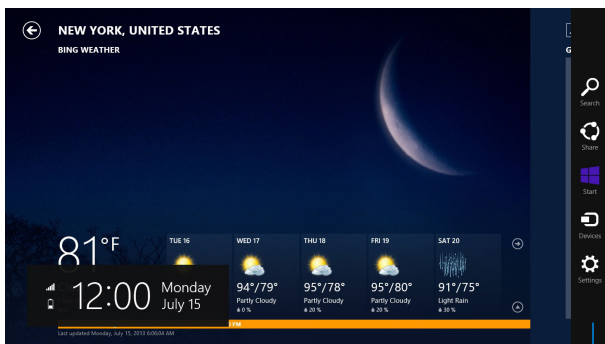 NEW YORK, UNITED STATES
BING WEATHER
G
Search
Share
Start
Devices
Settings
81°F
TUE 16
WED 17
94°/79°
Partly Cloudy
0 %
THU 18
95°/78°
Partly Cloudy
20 %
FRI 19
95°/80°
Partly Cloudy
20 %
SAT 20
91°/75°
Light Rain
30 %
12:00
Monday
July 15
PM
Last updated Monday, July 15, 2013 6:06:04 AM